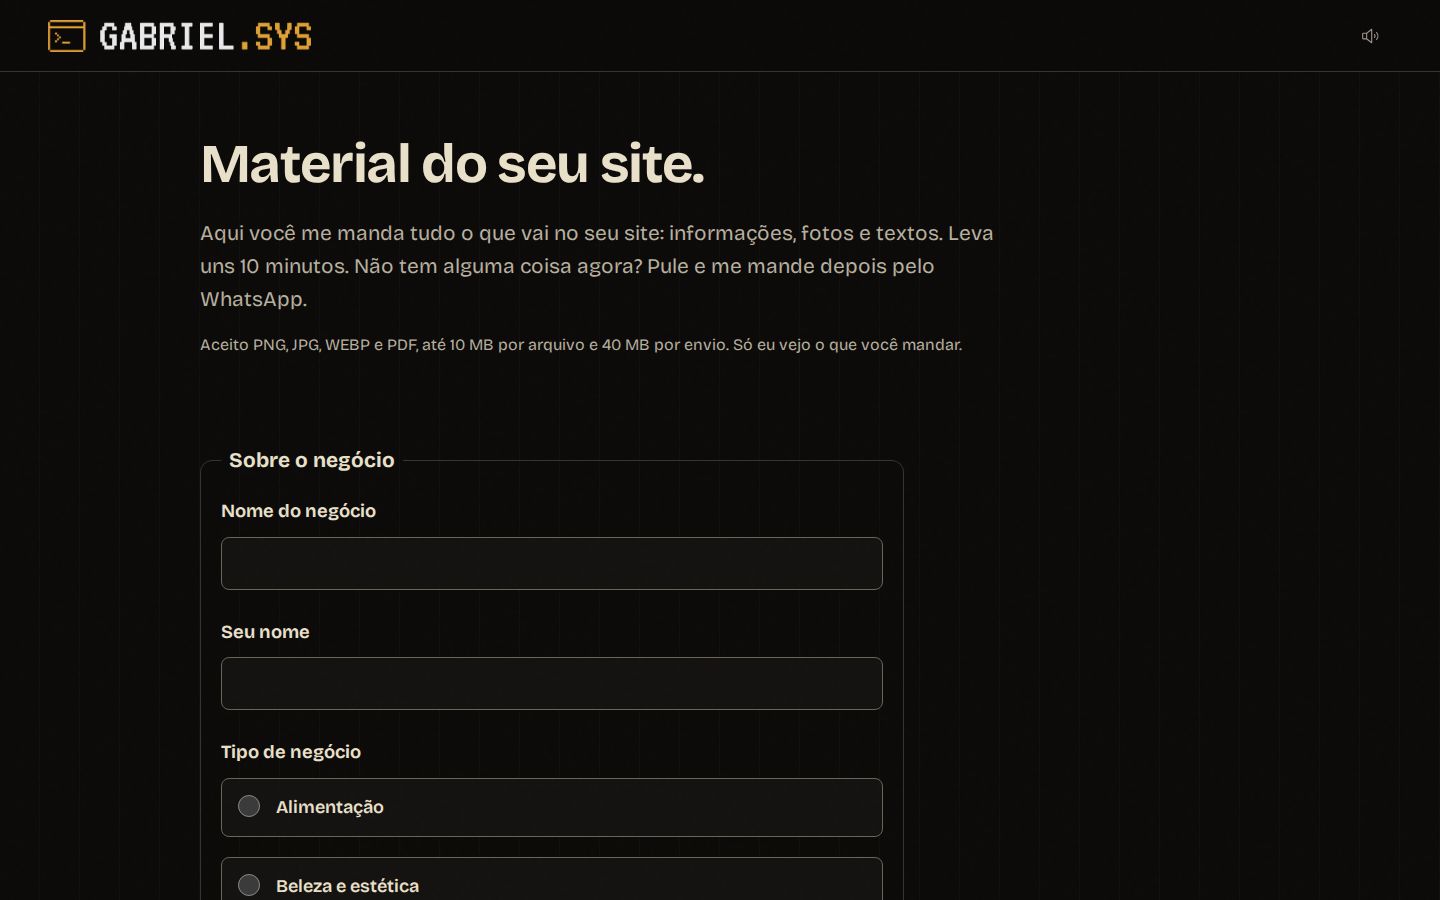 GABRIEL.SYS
Material do seu site.
Aqui você me manda tudo o que vai no seu site: informações, fotos e textos. Leva
uns 10 minutos. Não tem alguma coisa agora? Pule e me mande depois pelo
WhatsApp.
Aceito PNG, JPG, WEBP e PDF, até 10 MB por arquivo e 40 MB por envio. Só eu vejo o que você mandar.
Sobre o negócio
Nome do negócio
Seu nome
Tipo de negócio
Alimentação
Beleza e estética